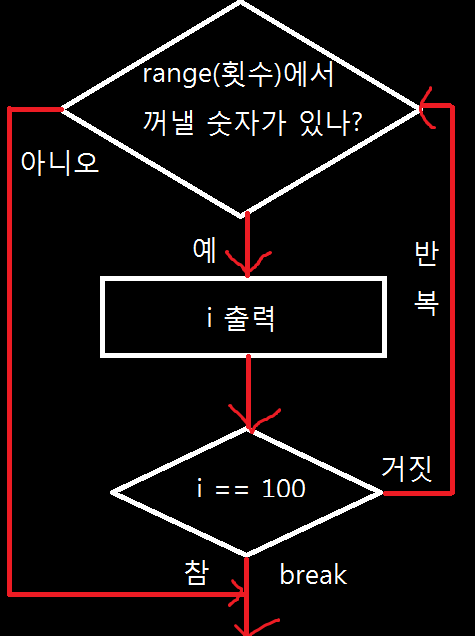 range(횟수)에서
꺼낼 숫자가 있나?
아니오
예
반
복
i 출력
거짓
i == 100
참
break